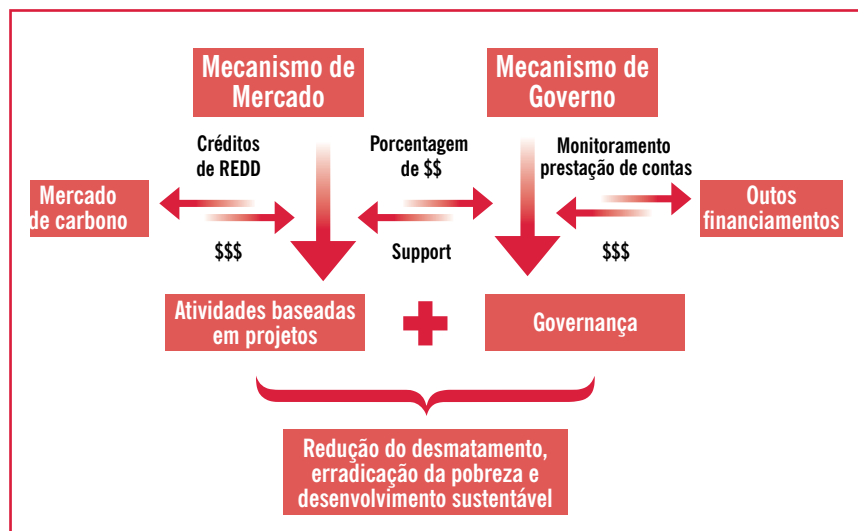 Mecanismo de
Mercado
Mecanismo de
Governo
Créditos
de REDD
Porcentagem
de $$
Monitoramento
prestação de contas
Mercado
de carbono
Outos
financiamentos
$$$
Support
$$$
Atividades baseadas
em projetos
Governança
Redução do desmatamento,
erradicação da pobreza e
desenvolvimento sustentável